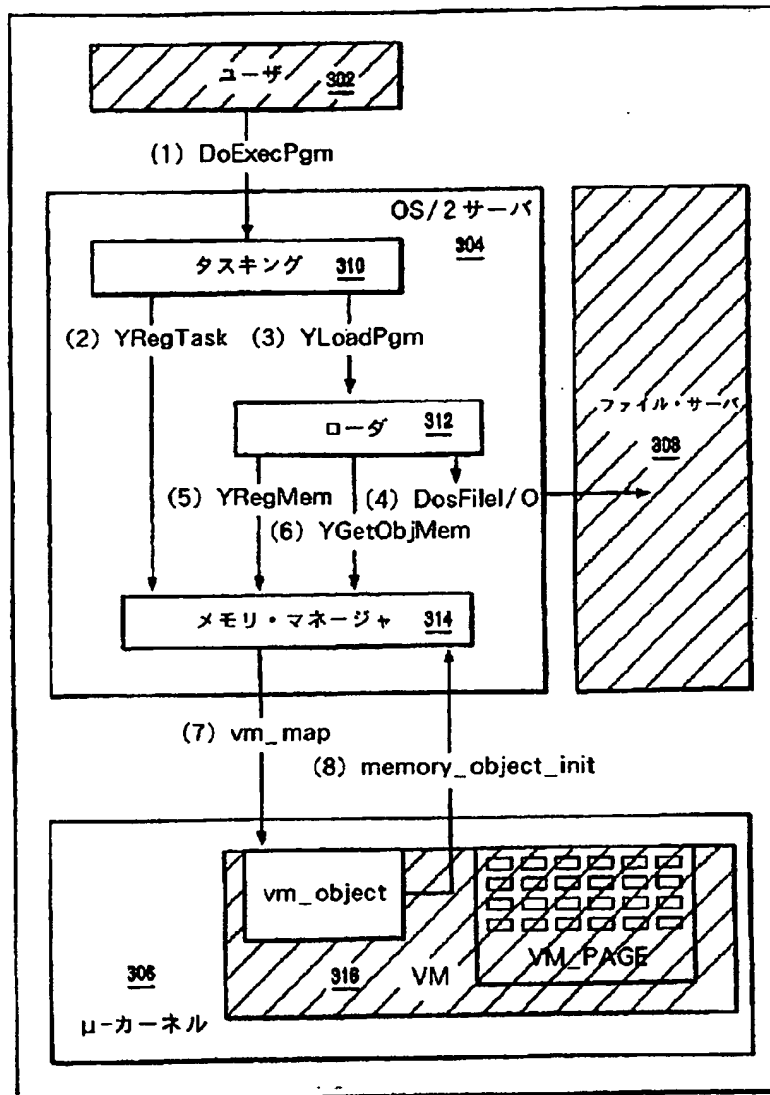 ユーザ 302
(1) DoExecPgm
OS/2 サーバ
304
タスキング 310
(2) YRegTask
(3) YLoadPgm
ローダ 312
ファイル・サーバ
308
(5) YRegMem
(4) DosFileI/O
(6) YGetObjMem
メモリ・マネージャ 314
(7) vm_map
(8) memory_object_init
vm_object
VM_PAGE
306
316
VM
μ-カーネル